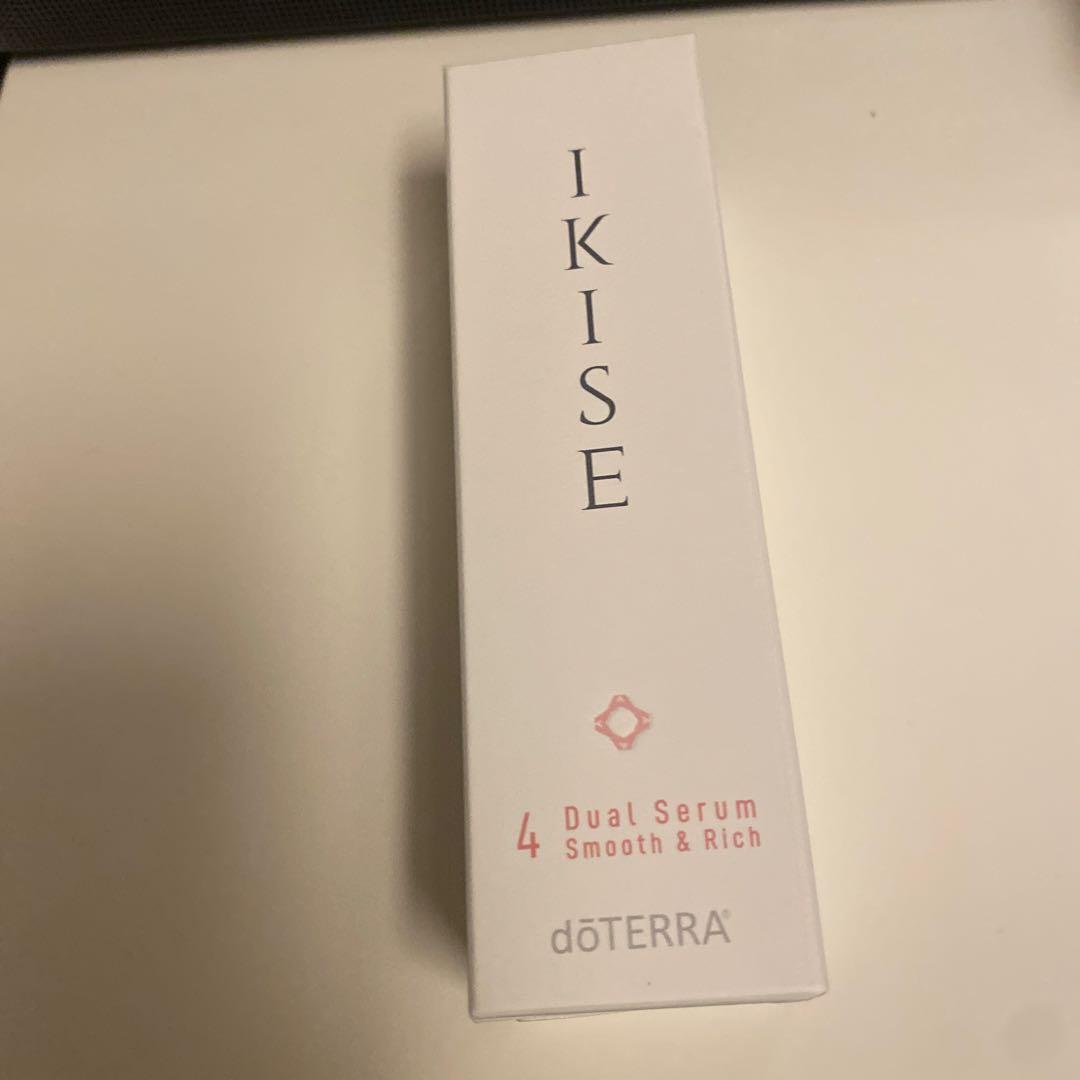 IKISE
4 Dual Serum
Smooth & Rich
dōTERRA®